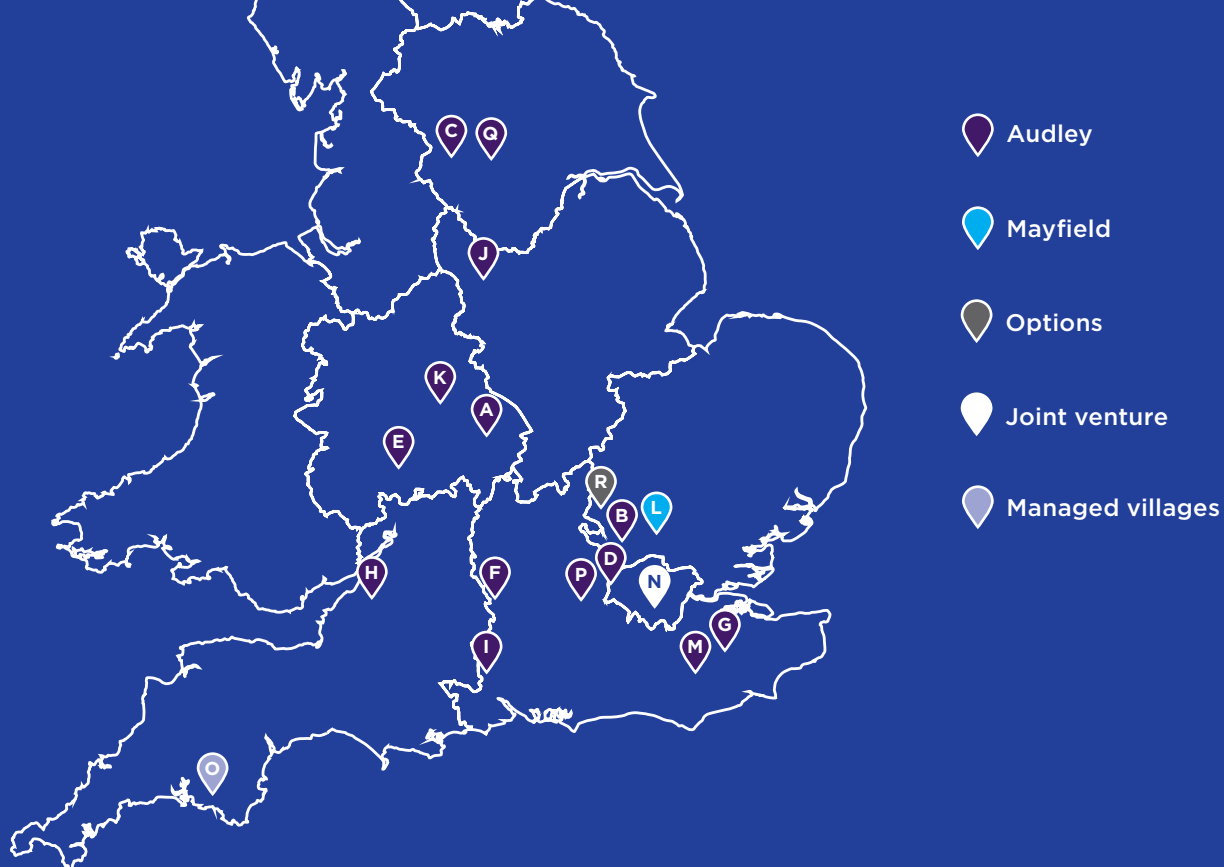 C
Q
Audley
Mayfield
J
Options
K
A
Joint venture
E
R
L
B
Managed villages
D
H
F
P
N
G
I
M
O